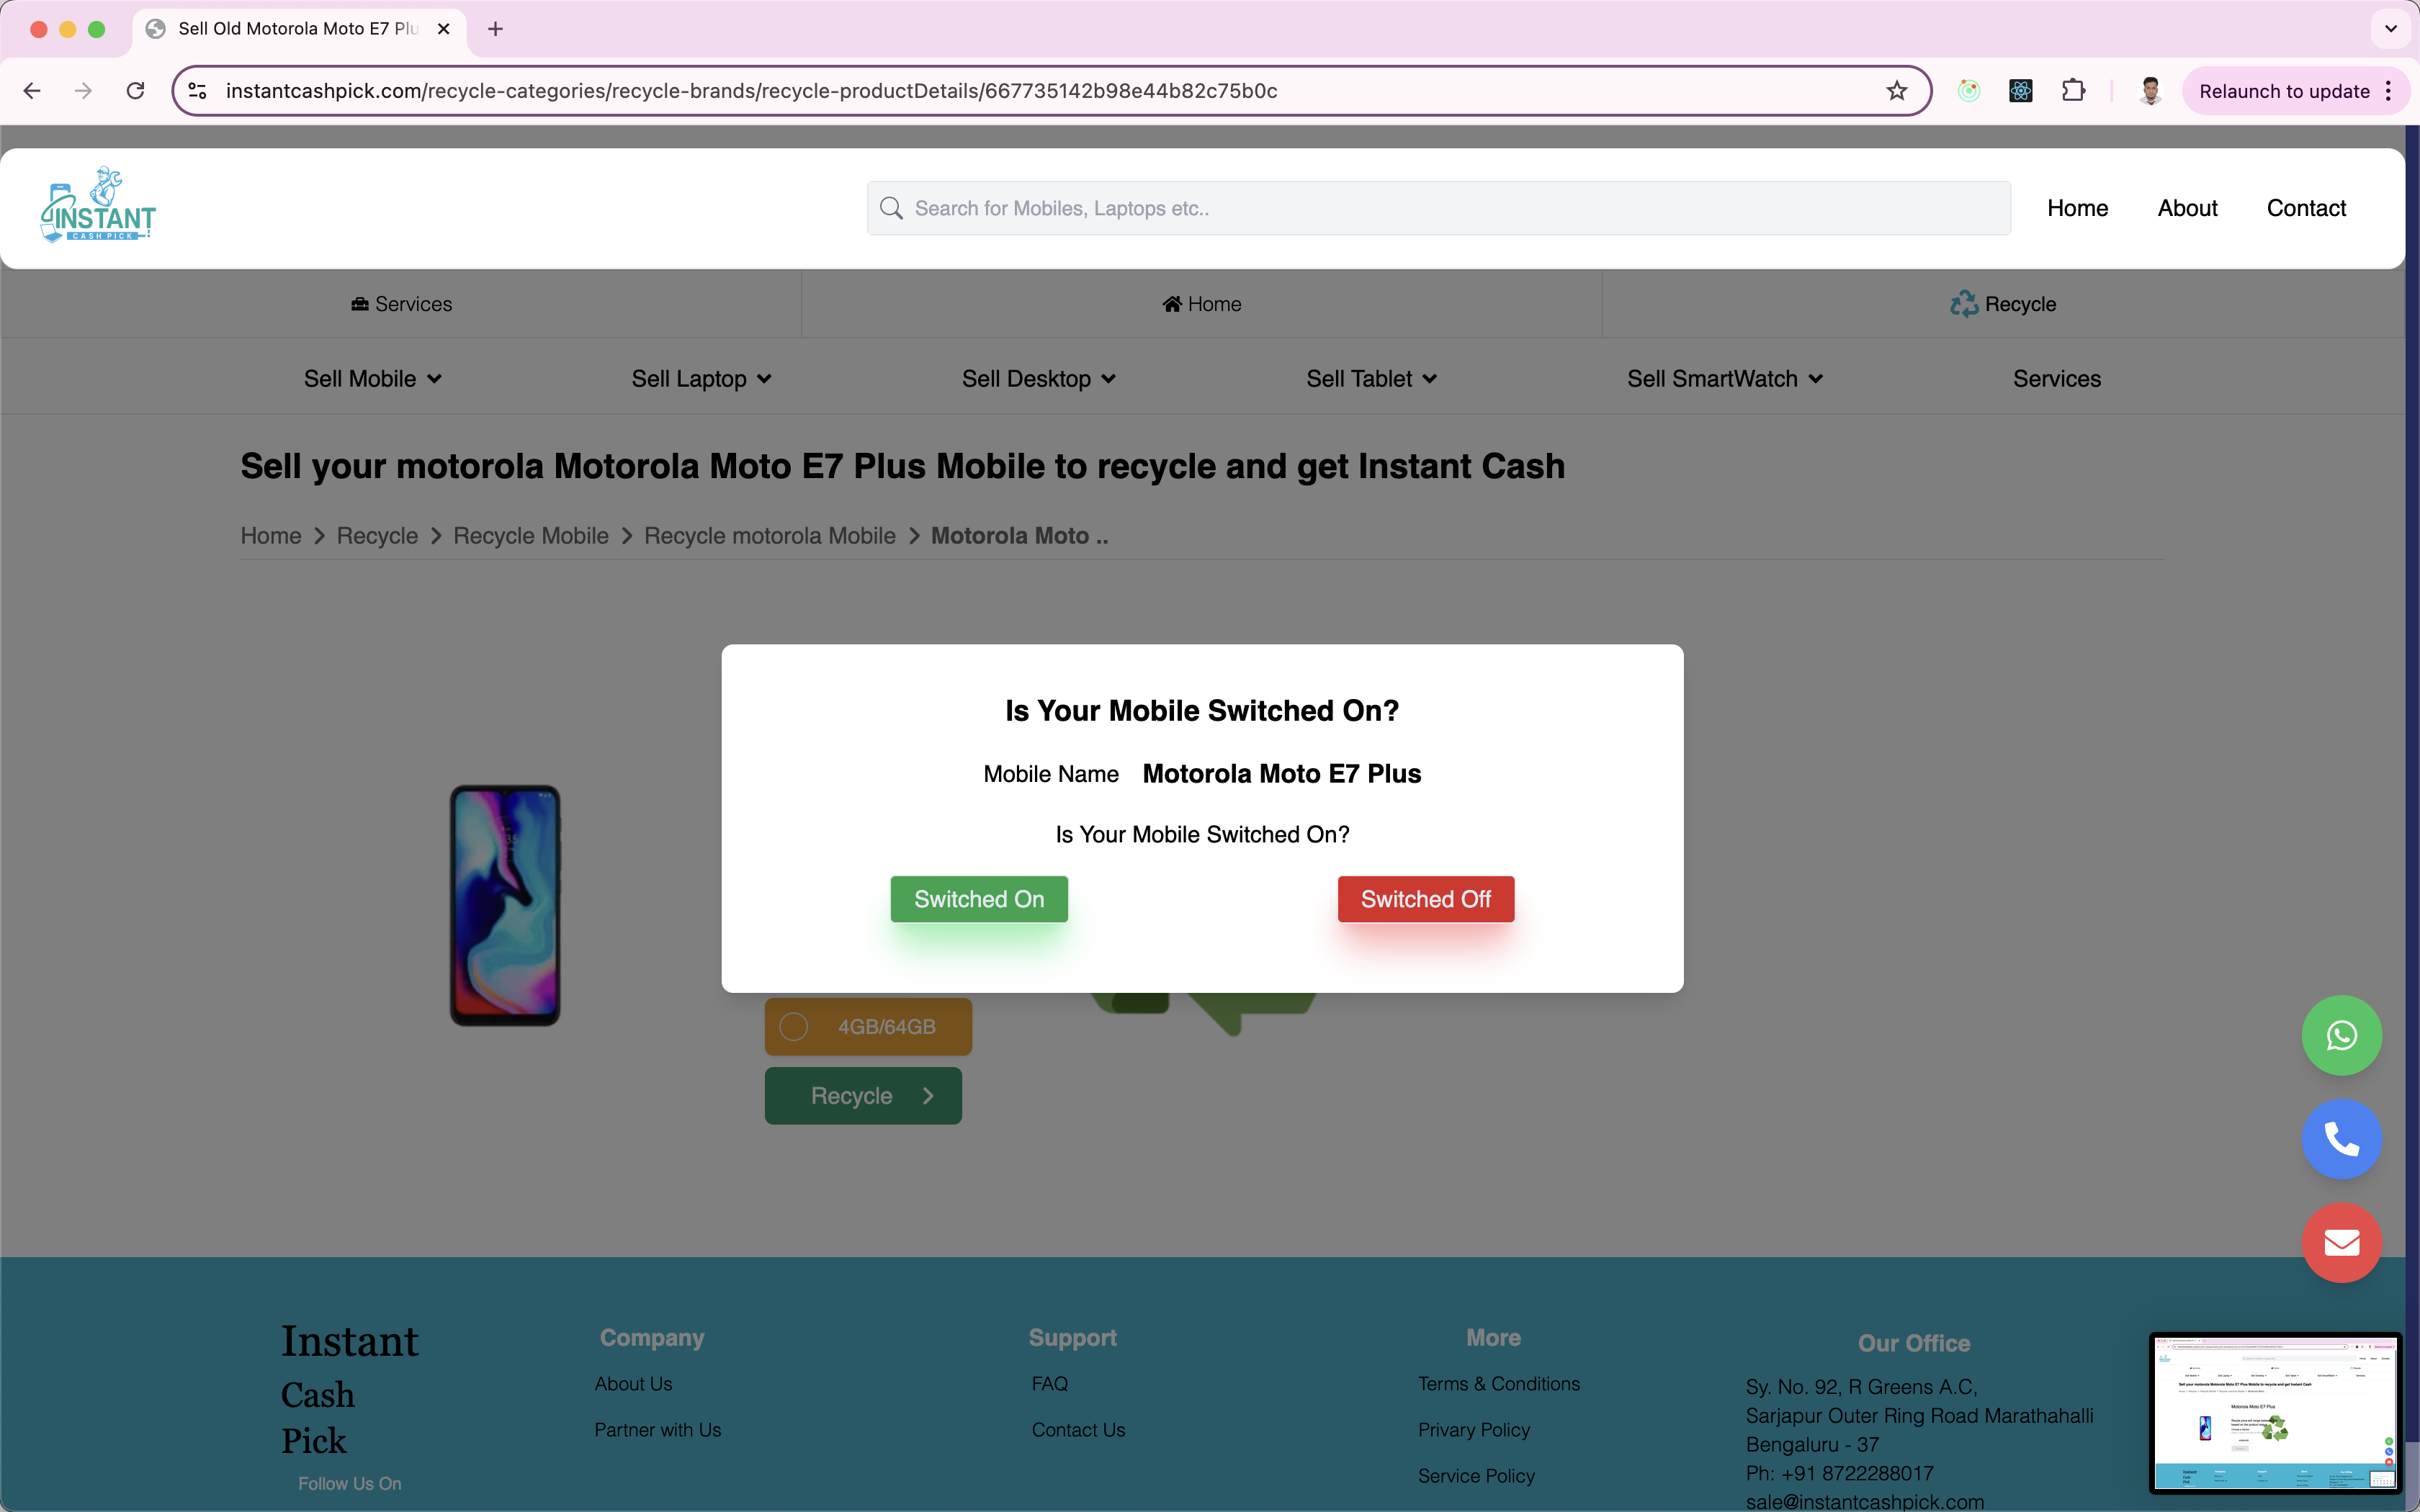 Sell Old Motorola Moto E7 Plu
instantcashpick.com/recycle-categories/recycle-brands/recycle-productDetails/667735142b98e44b82c75b0c
Relaunch to update
INSTANT
CASH PICK
Search for Mobiles, Laptops etc..
Home
About
Contact
Services
Home
Recycle
Sell Mobile
Sell Laptop
Sell Desktop
Sell Tablet
Sell SmartWatch
Services
Sell your motorola Motorola Moto E7 Plus Mobile to recycle and get Instant Cash
Home > Recycle > Recycle Mobile > Recycle motorola Mobile > Motorola Moto ..
Is Your Mobile Switched On?
Mobile Name Motorola Moto E7 Plus
Is Your Mobile Switched On?
Switched On
Switched Off
4GB/64GB
Recycle
Instant
Cash
Pick
Follow Us On
Company
About Us
Partner with Us
Support
FAQ
Contact Us
More
Terms & Conditions
Privary Policy
Service Policy
Our Office
Sy. No. 92, R Greens A.C,
Sarjapur Outer Ring Road Marathahalli
Bengaluru - 37
Ph: +91 8722288017
sale@instantcashpick.com